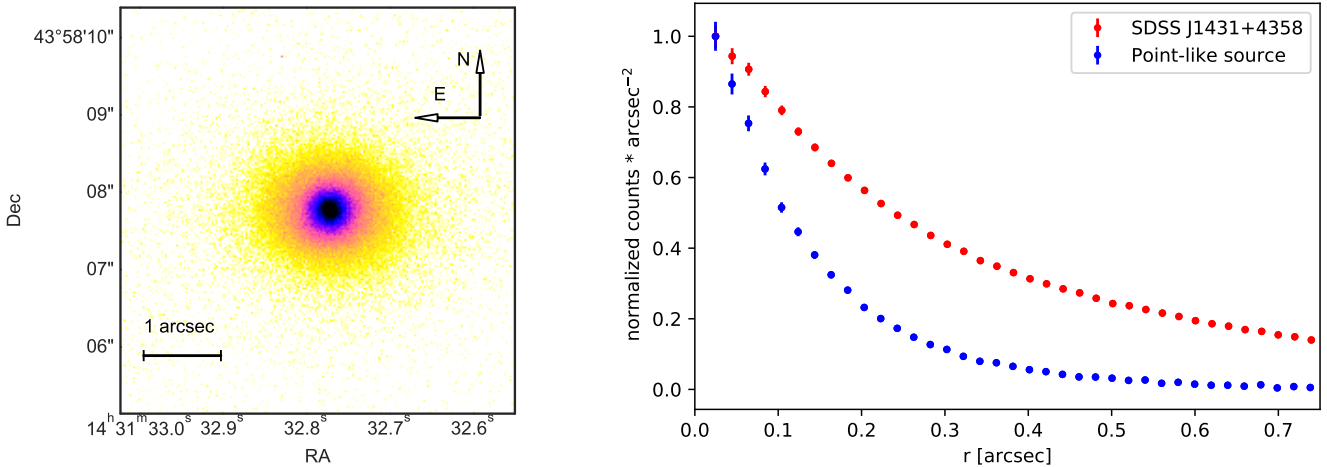 43°58'10"
09"
08"
07"
06"
Dec
N
E
1 arcsec
14ʰ31ᵐ33.0ˢ 32.9ˢ 32.8ˢ 32.7ˢ 32.6ˢ
RA
SDSS J1431+4358
Point-like source
normalized counts * arcsec⁻²
1.0
0.8
0.6
0.4
0.2
0.0
0.0 0.1 0.2 0.3 0.4 0.5 0.6 0.7
r [arcsec]